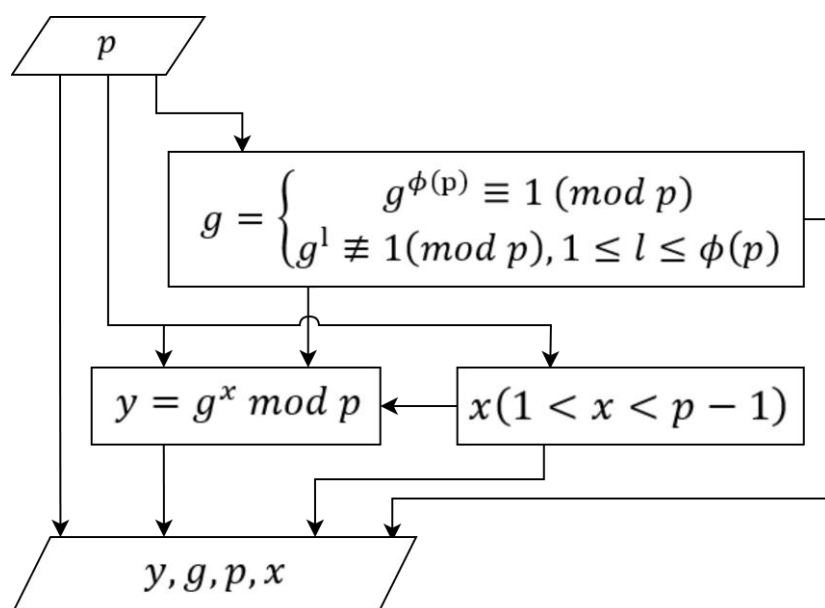 p
g = { g^ϕ(p) ≡ 1 (mod p)
g^l ≢ 1(mod p), 1 ≤ l ≤ ϕ(p)
y = g^x mod p
x(1 < x < p − 1)
y, g, p, x